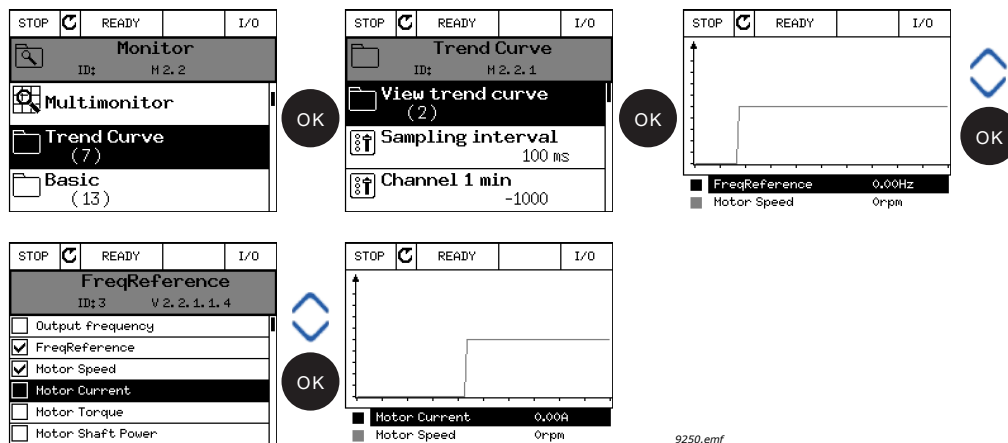 STOP READY I/O
Monitor
ID: M2.2
Multimonitor
Trend Curve
(7)
Basic
(13)
OK
STOP READY I/O
Trend Curve
ID: M2.2.1
View trend curve
(2)
Sampling interval
100 ms
Channel 1 min
-1000
OK
STOP READY I/O
FreqReference 0.00Hz
Motor Speed 0rpm
OK
STOP READY I/O
FreqReference
ID:3 V2.2.1.1.4
Output frequency
FreqReference
Motor Speed
Motor Current
Motor Torque
Motor Shaft Power
OK
STOP READY I/O
Motor Current 0.00A
Motor Speed 0rpm
9250.emf